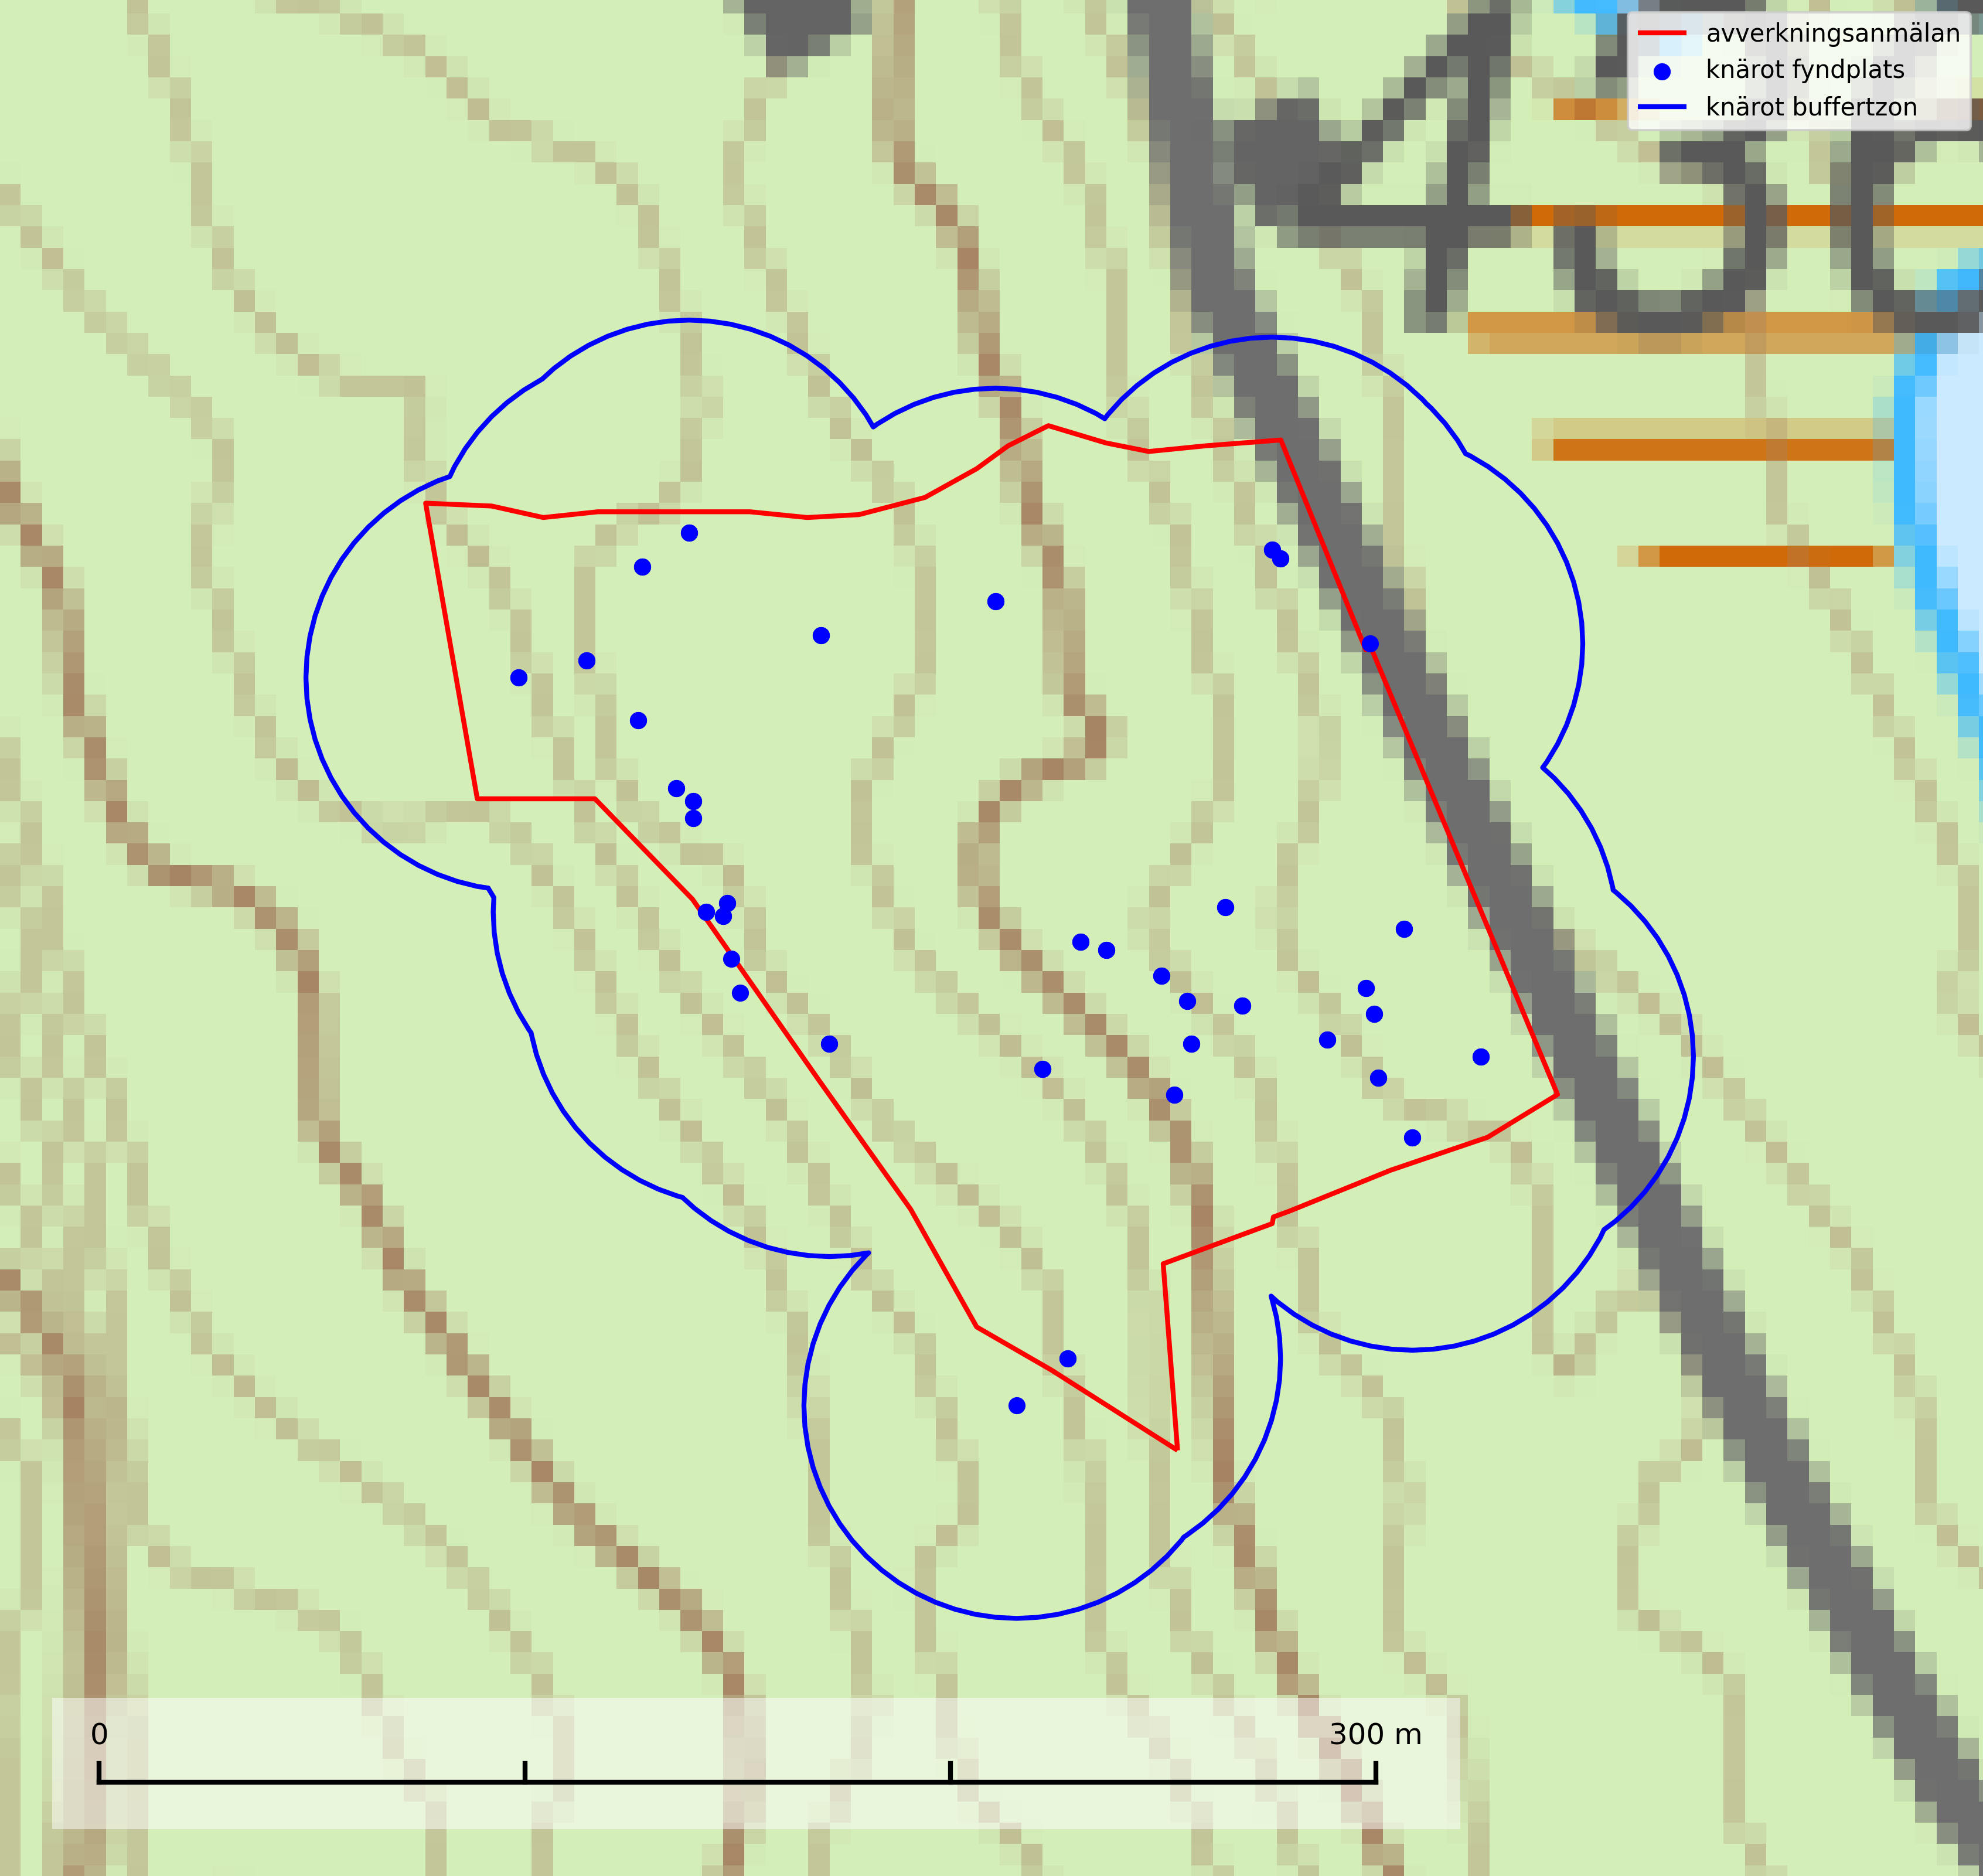 avverkningsanmälan
knärot fyndplats
knärot buffertzon
0 300 m